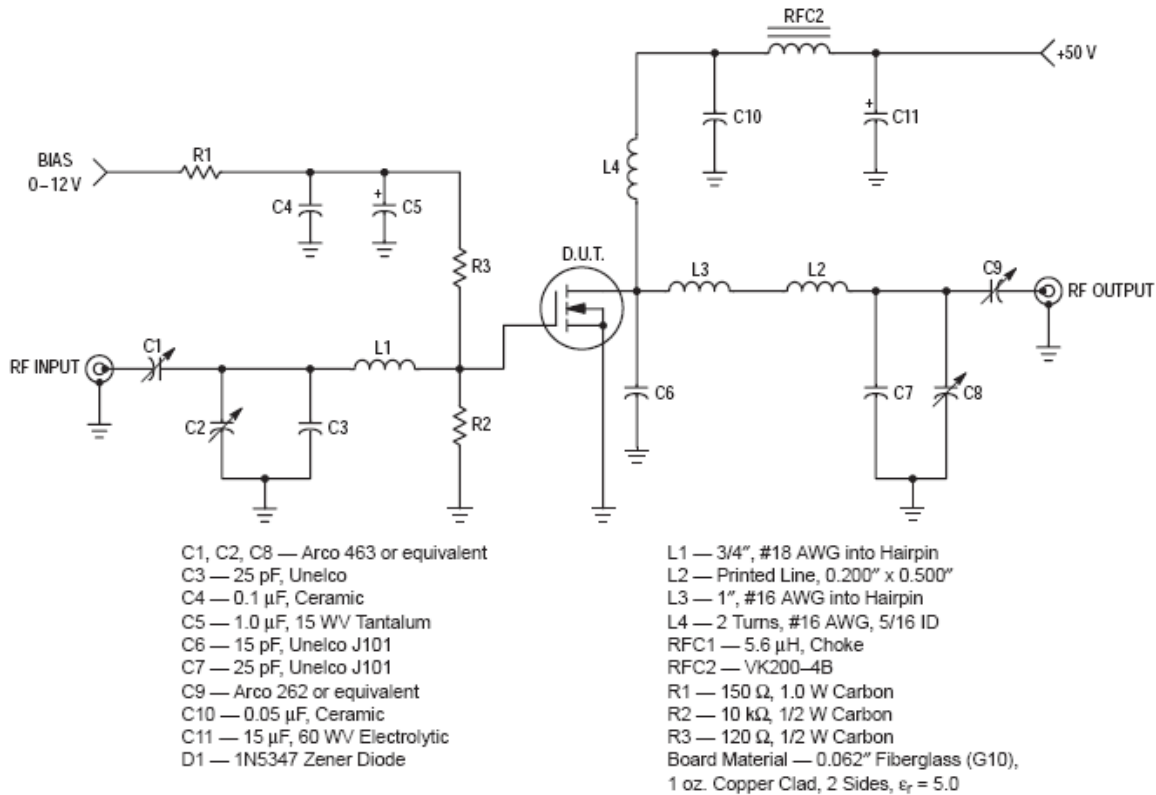 RFC2
+50 V
C10
+
C11
L4
BIAS
0–12 V
R1
C4
+
C5
R3
D.U.T.
L3
L2
C9
RF OUTPUT
RF INPUT
C1
L1
C2
C3
R2
C6
C7
C8
C1, C2, C8 — Arco 463 or equivalent
C3 — 25 pF, Unelco
C4 — 0.1 µF, Ceramic
C5 — 1.0 µF, 15 WV Tantalum
C6 — 15 pF, Unelco J101
C7 — 25 pF, Unelco J101
C9 — Arco 262 or equivalent
C10 — 0.05 µF, Ceramic
C11 — 15 µF, 60 WV Electrolytic
D1 — 1N5347 Zener Diode
L1 — 3/4″, #18 AWG into Hairpin
L2 — Printed Line, 0.200″ x 0.500″
L3 — 1″, #16 AWG into Hairpin
L4 — 2 Turns, #16 AWG, 5/16 ID
RFC1 — 5.6 µH, Choke
RFC2 — VK200–4B
R1 — 150 Ω, 1.0 W Carbon
R2 — 10 kΩ, 1/2 W Carbon
R3 — 120 Ω, 1/2 W Carbon
Board Material — 0.062″ Fiberglass (G10),
1 oz. Copper Clad, 2 Sides, εr = 5.0